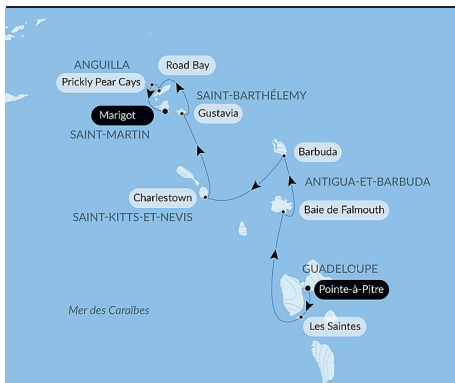 ANGUILLA
Road Bay
Prickly Pear Cays
SAINT-BARTHÉLEMY
Marigot
Gustavia
SAINT-MARTIN
Barbuda
ANTIGUA-ET-BARBUDA
Charlestown
Baie de Falmouth
SAINT-KITTS-ET-NEVIS
GUADELOUPE
Pointe-à-Pitre
Mer des Caraïbes
Les Saintes